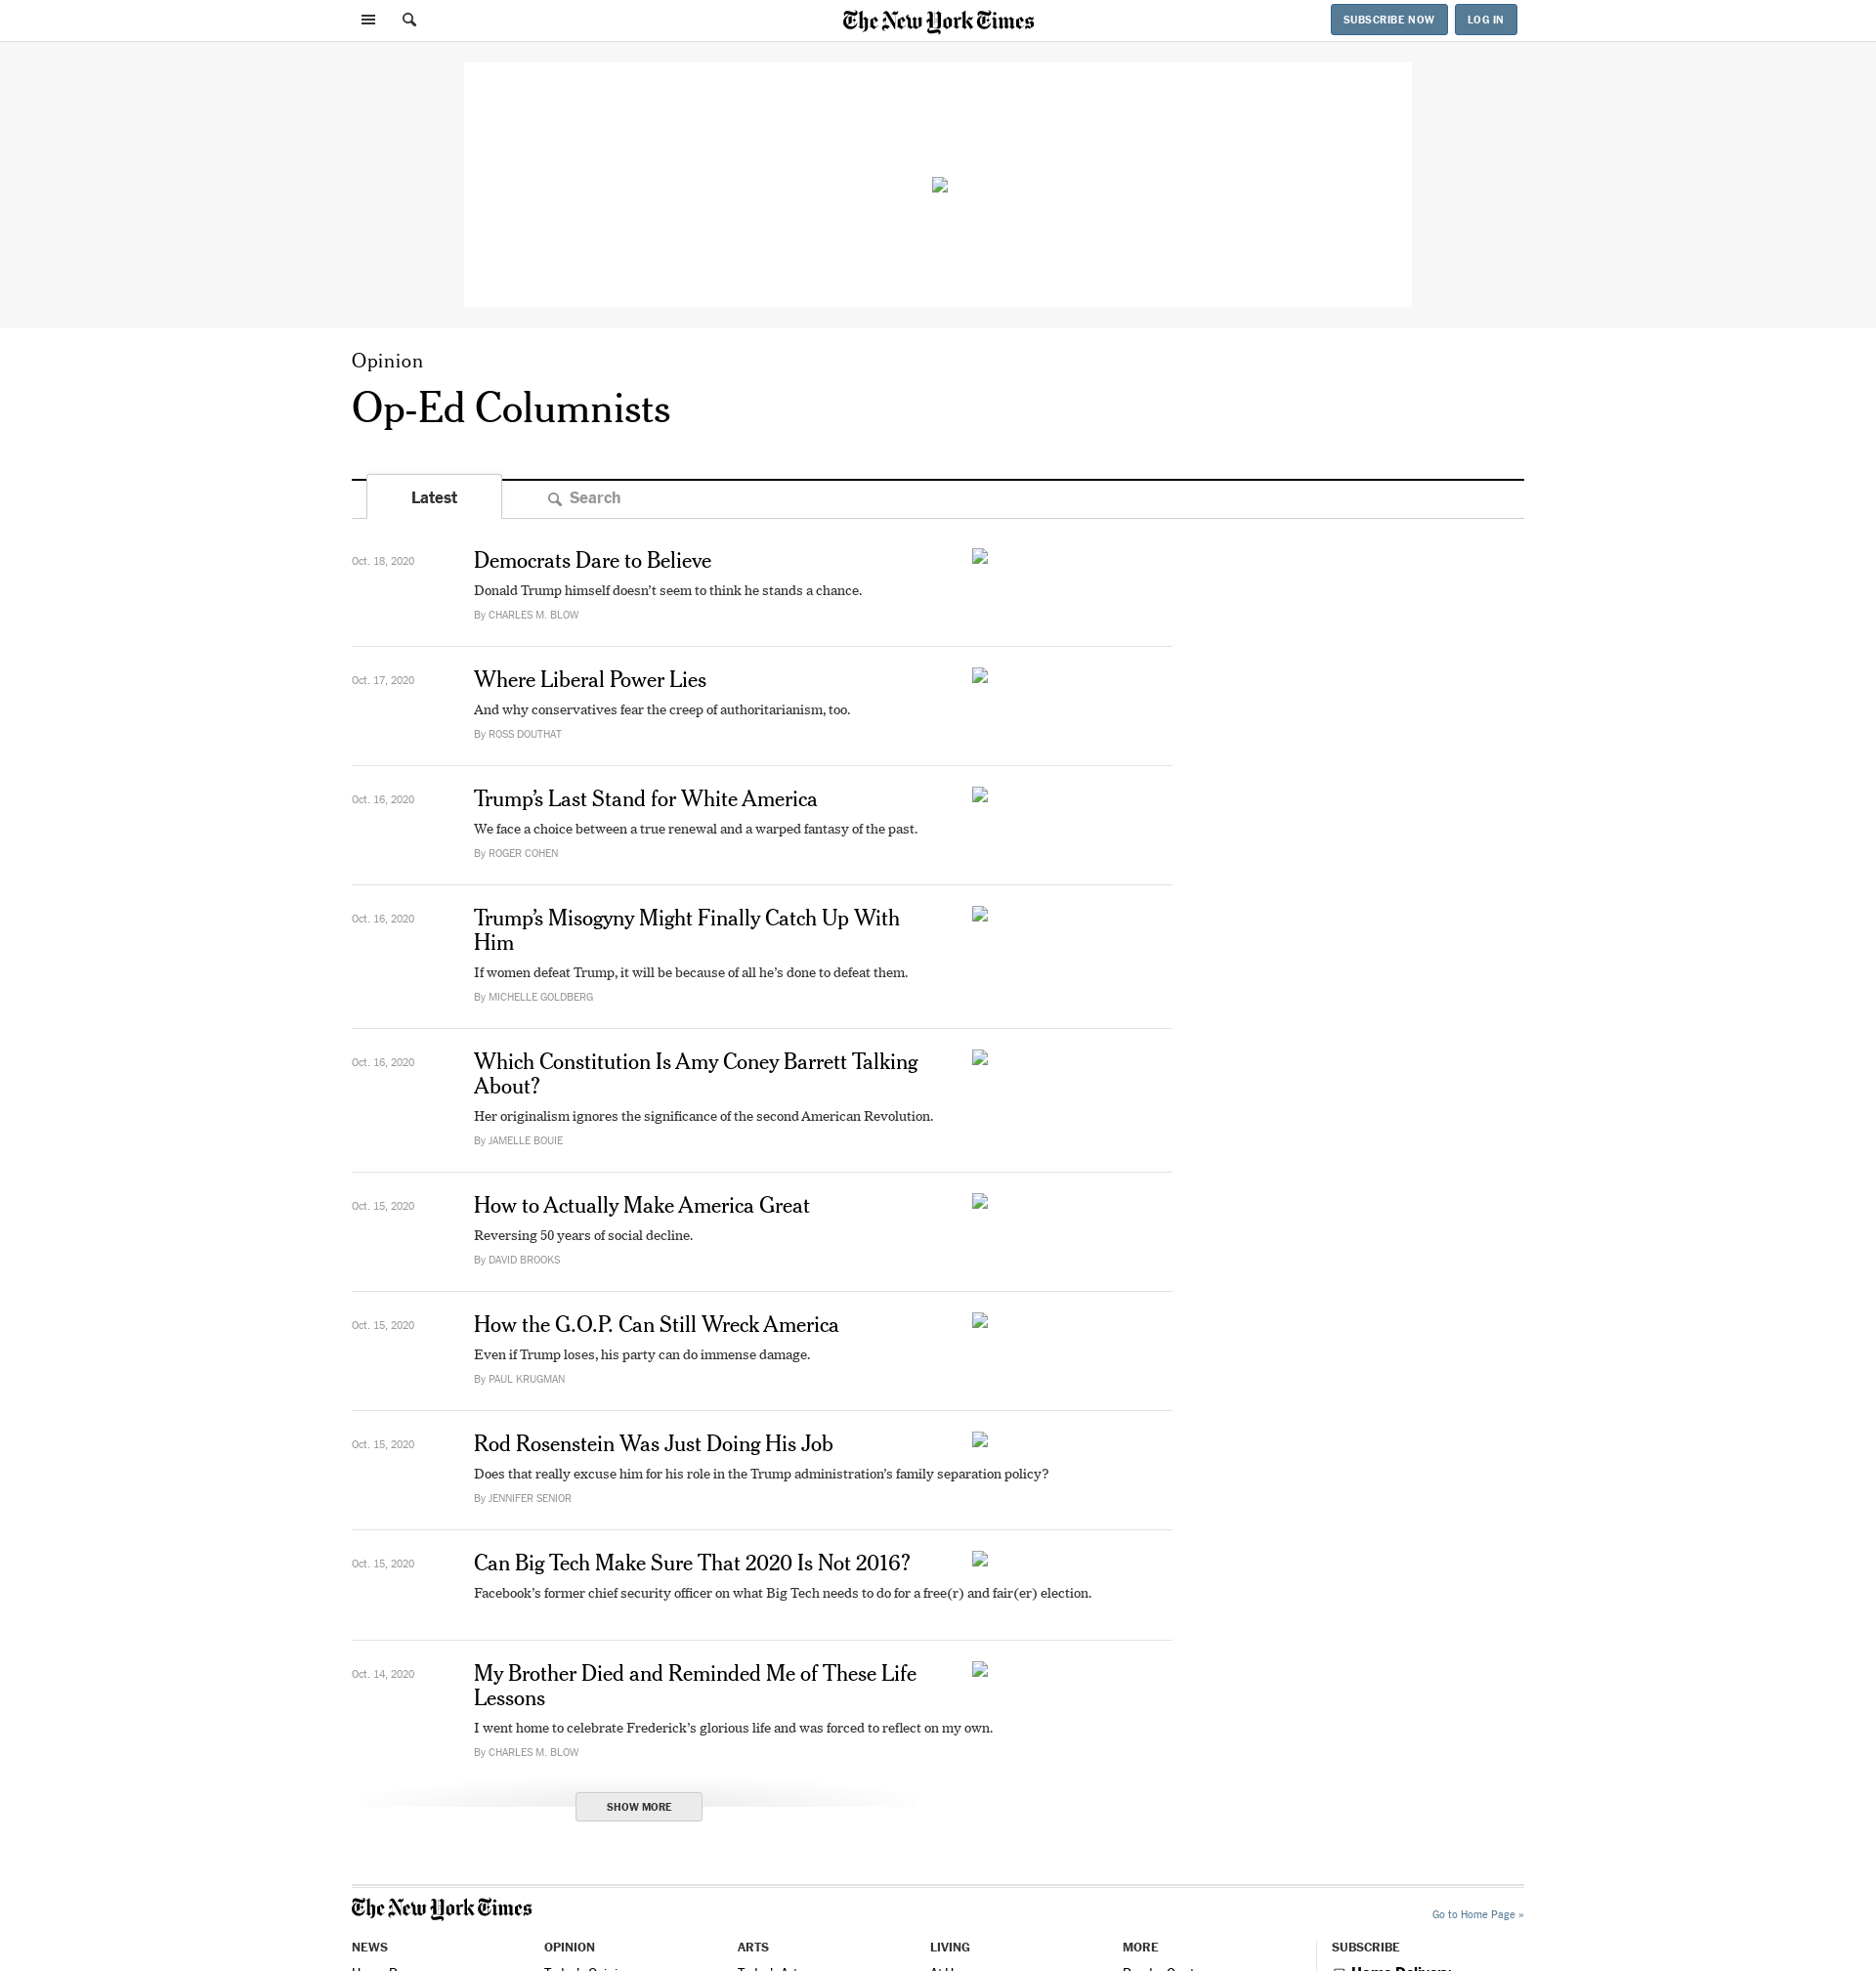 The New York Times
SUBSCRIBE NOW
LOG IN
Opinion
Op-Ed Columnists
Latest
Search
Oct. 18, 2020
Democrats Dare to Believe
Donald Trump himself doesn’t seem to think he stands a chance.
By CHARLES M. BLOW
Oct. 17, 2020
Where Liberal Power Lies
And why conservatives fear the creep of authoritarianism, too.
By ROSS DOUTHAT
Oct. 16, 2020
Trump’s Last Stand for White America
We face a choice between a true renewal and a warped fantasy of the past.
By ROGER COHEN
Oct. 16, 2020
Trump’s Misogyny Might Finally Catch Up With
Him
If women defeat Trump, it will be because of all he’s done to defeat them.
By MICHELLE GOLDBERG
Oct. 16, 2020
Which Constitution Is Amy Coney Barrett Talking
About?
Her originalism ignores the significance of the second American Revolution.
By JAMELLE BOUIE
Oct. 15, 2020
How to Actually Make America Great
Reversing 50 years of social decline.
By DAVID BROOKS
Oct. 15, 2020
How the G.O.P. Can Still Wreck America
Even if Trump loses, his party can do immense damage.
By PAUL KRUGMAN
Oct. 15, 2020
Rod Rosenstein Was Just Doing His Job
Does that really excuse him for his role in the Trump administration’s family separation policy?
By JENNIFER SENIOR
Oct. 15, 2020
Can Big Tech Make Sure That 2020 Is Not 2016?
Facebook’s former chief security officer on what Big Tech needs to do for a free(r) and fair(er) election.
Oct. 14, 2020
My Brother Died and Reminded Me of These Life
Lessons
I went home to celebrate Frederick’s glorious life and was forced to reflect on my own.
By CHARLES M. BLOW
SHOW MORE
The New York Times
Go to Home Page »
NEWS
OPINION
ARTS
LIVING
MORE
SUBSCRIBE